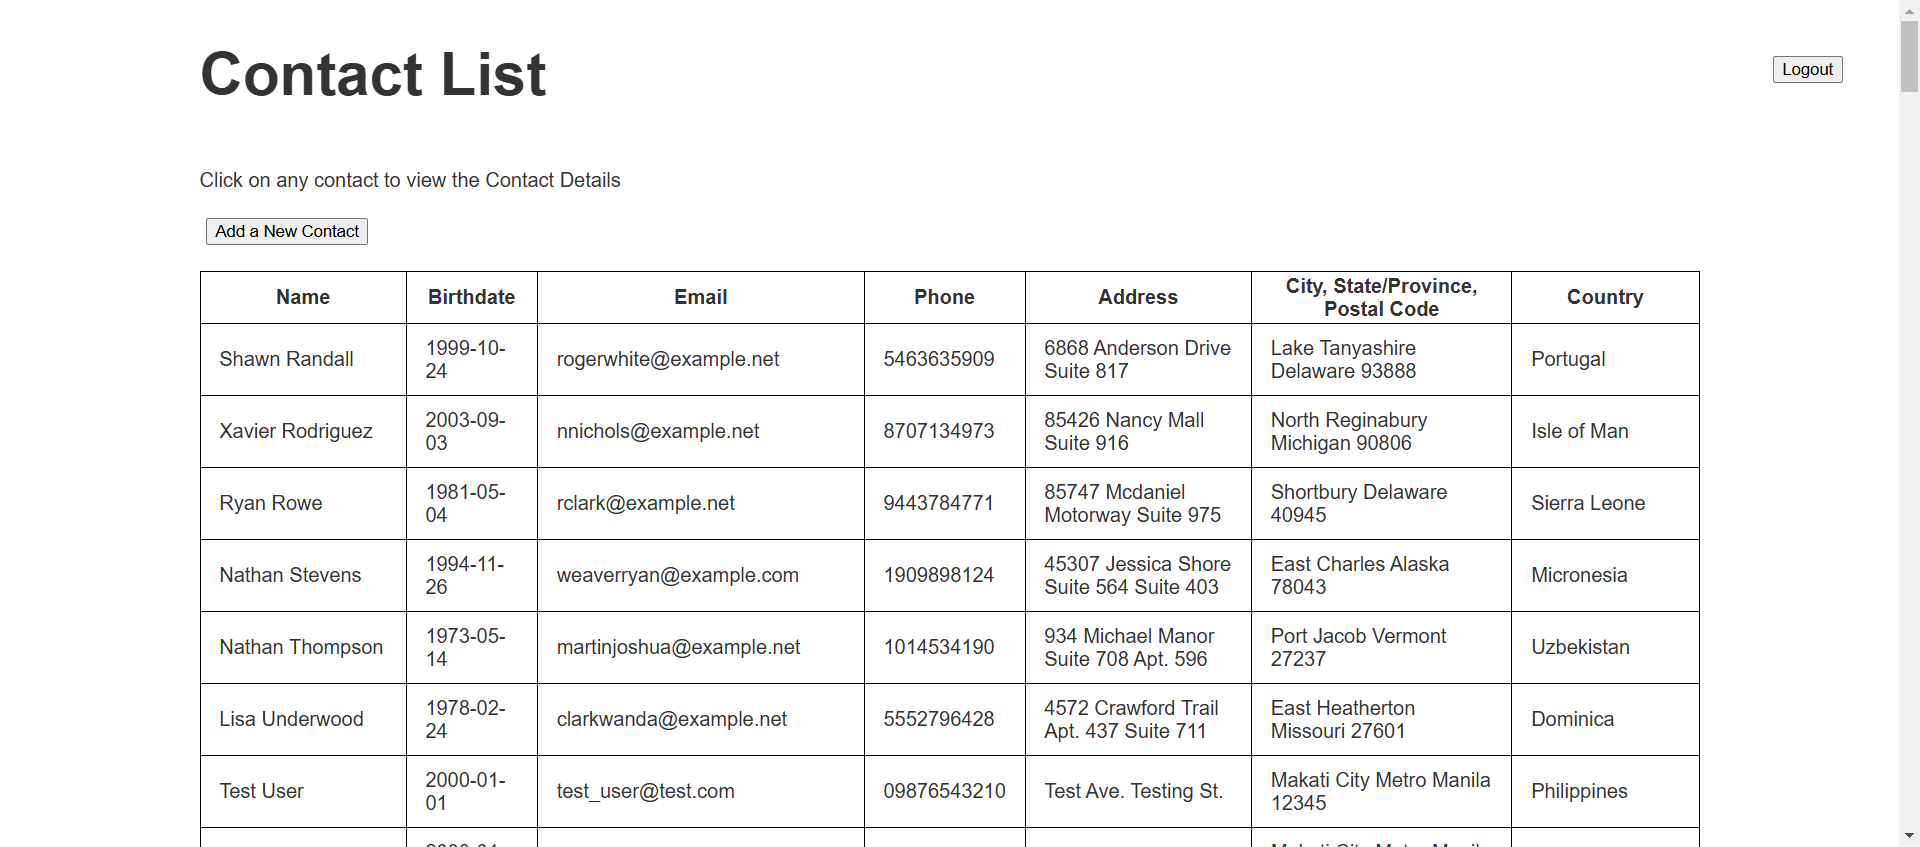 Contact List
Logout
Click on any contact to view the Contact Details
Add a New Contact
Name Birthdate Email Phone Address City, State/Province, Postal Code Country
Shawn Randall 1999-10-24 rogerwhite@example.net 5463635909 6868 Anderson Drive Suite 817 Lake Tanyashire Delaware 93888 Portugal
Xavier Rodriguez 2003-09-03 nnichols@example.net 8707134973 85426 Nancy Mall Suite 916 North Reginabury Michigan 90806 Isle of Man
Ryan Rowe 1981-05-04 rclark@example.net 9443784771 85747 Mcdaniel Motorway Suite 975 Shortbury Delaware 40945 Sierra Leone
Nathan Stevens 1994-11-26 weaverryan@example.com 1909898124 45307 Jessica Shore Suite 564 Suite 403 East Charles Alaska 78043 Micronesia
Nathan Thompson 1973-05-14 martinjoshua@example.net 1014534190 934 Michael Manor Suite 708 Apt. 596 Port Jacob Vermont 27237 Uzbekistan
Lisa Underwood 1978-02-24 clarkwanda@example.net 5552796428 4572 Crawford Trail Apt. 437 Suite 711 East Heatherton Missouri 27601 Dominica
Test User 2000-01-01 test_user@test.com 09876543210 Test Ave. Testing St. Makati City Metro Manila 12345 Philippines